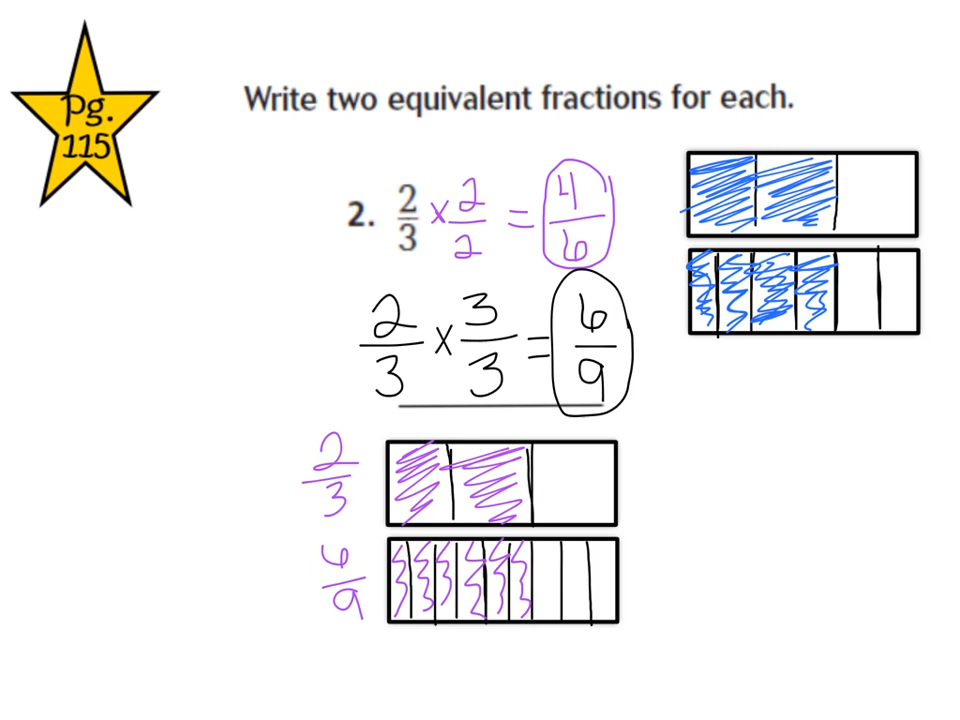 Pg.
115
Write two equivalent fractions for each.
2. 2/3 × 2/2 = 4/6
2/3 × 3/3 = 6/9
2/3
6/9